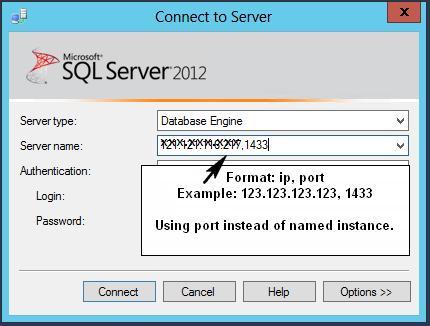 Connect to Server
x
Microsoft®
SQL Server® 2012
Server type:
Database Engine
Server name:
,1433
Authentication:
Format: ip, port
Example: 123.123.123.123, 1433
Login:
Password:
Using port instead of named instance.
Connect
Cancel
Help
Options >>